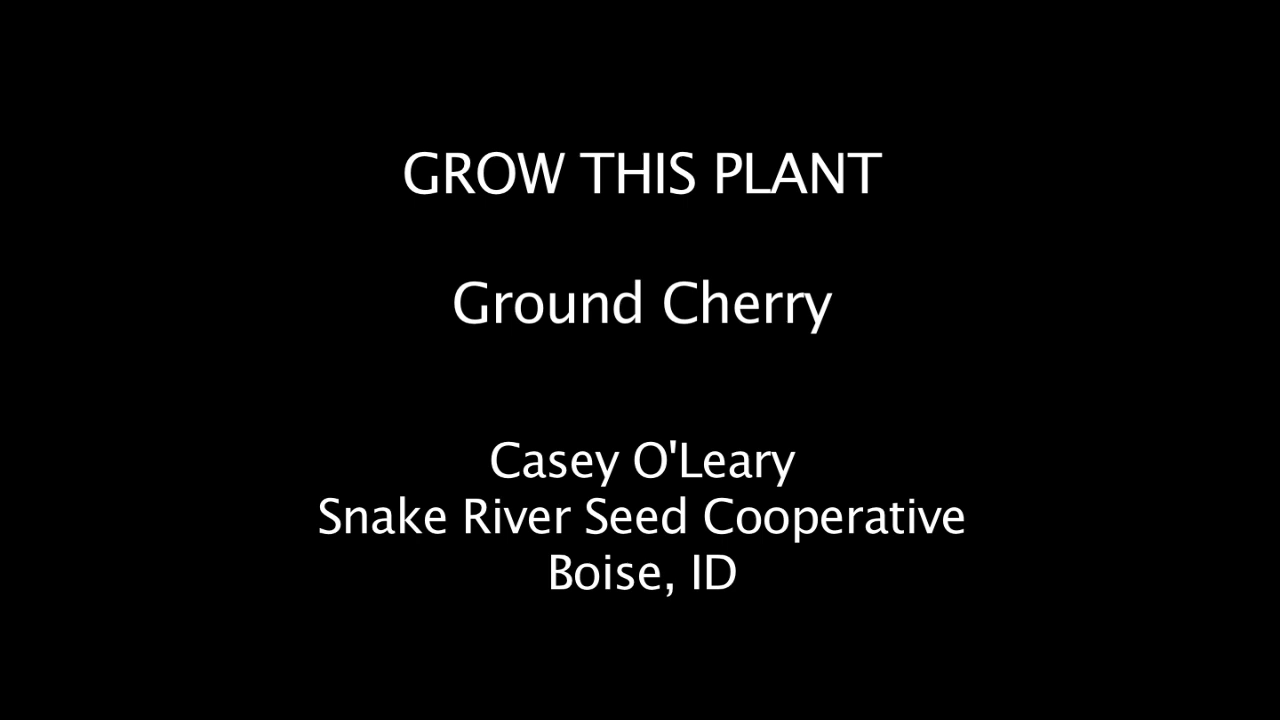 GROW THIS PLANT
Ground Cherry
Casey O'Leary
Snake River Seed Cooperative
Boise, ID